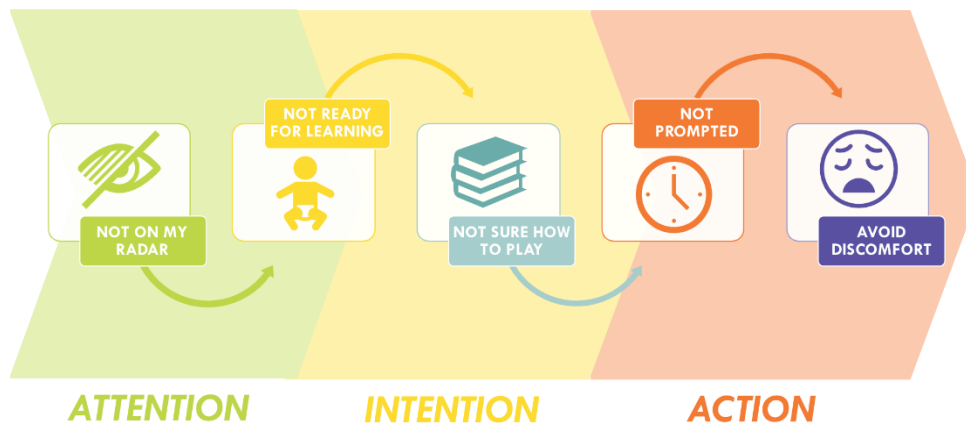 NOT ON MY
RADAR
NOT READY
FOR LEARNING
NOT SURE HOW
TO PLAY
NOT
PROMPTED
AVOID
DISCOMFORT
ATTENTION
INTENTION
ACTION